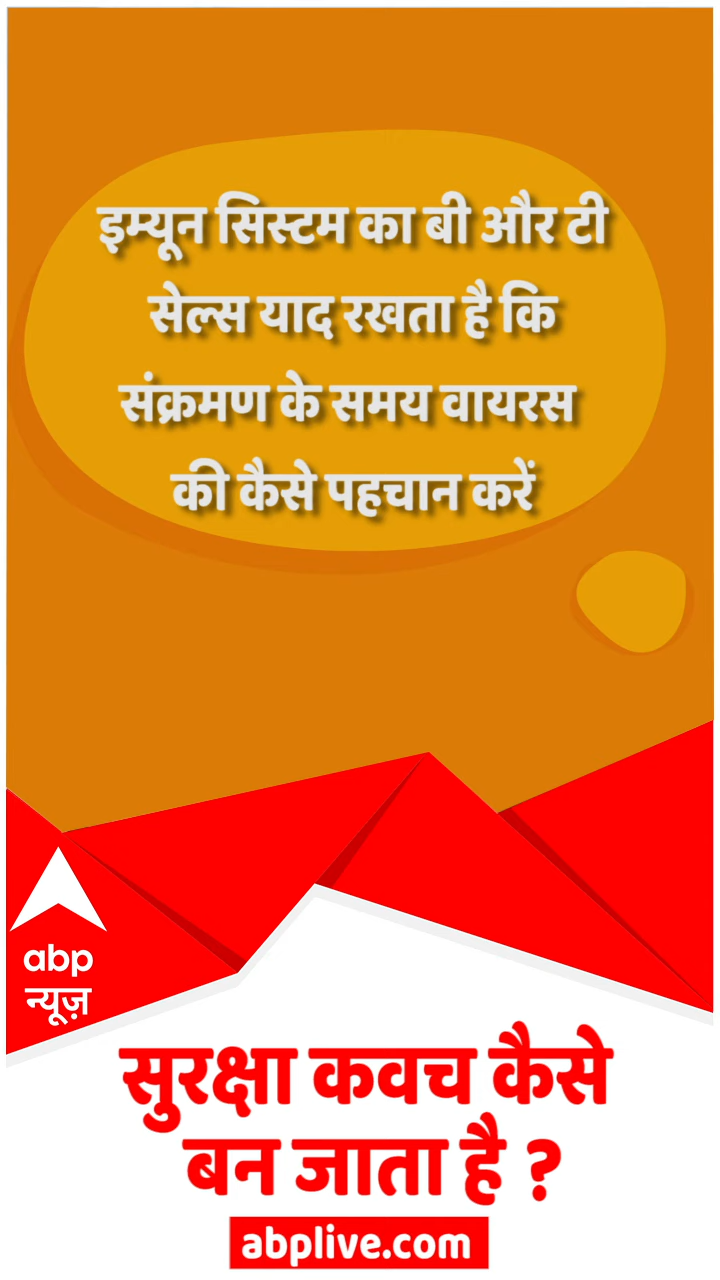 इम्यून सिस्टम का बी और टी
सेल्स याद रखता है कि
संक्रमण के समय वायरस
की कैसे पहचान करें
abp
न्यूज़
सुरक्षा कवच कैसे
बन जाता है ?
abplive.com